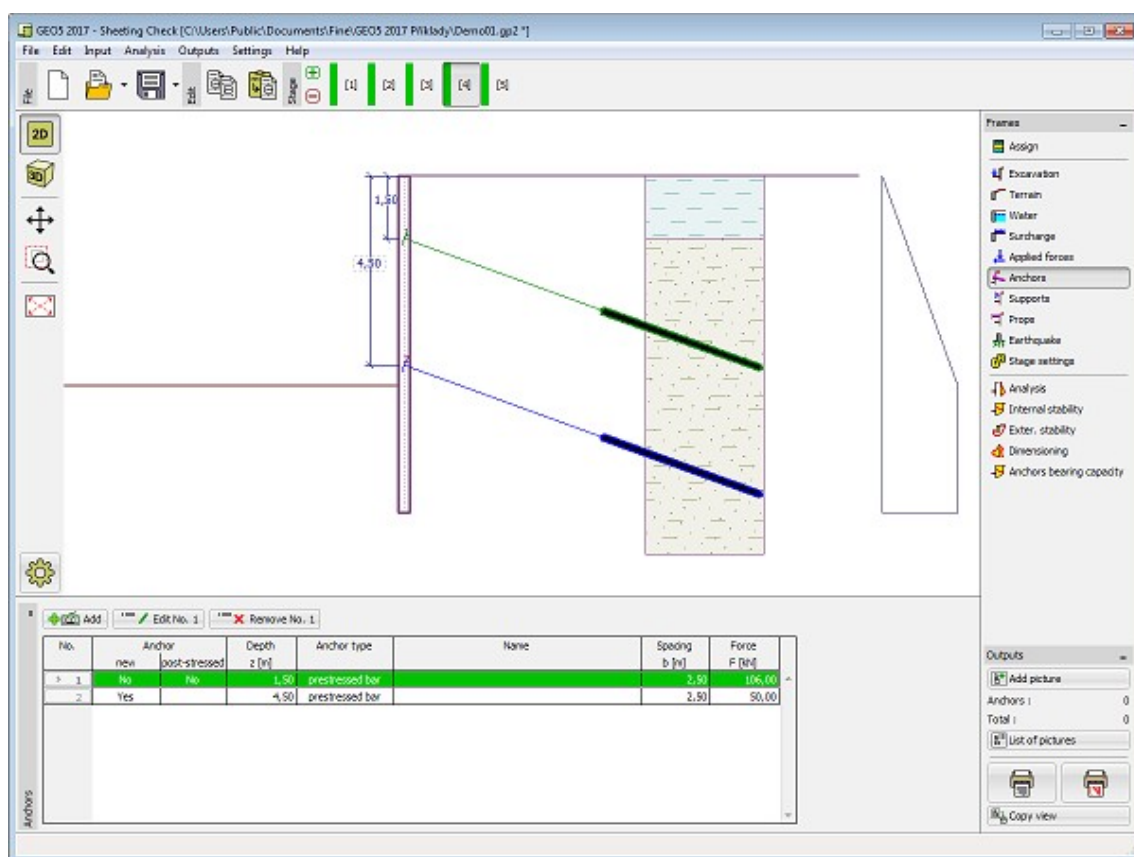 GEO5 2017 - Sheeting Check [C:\Users\Public\Documents\Fine\GEO5 2017 Příklady\Demo01.gp2 *]
File Edit Input Analysis Outputs Settings Help
File
Edit
Stage
[1] [2] [3] [4] [5]
2D
3D
1,50
4,50
Frames
Assign
Excavation
Terrain
Water
Surcharge
Applied forces
Anchors
Supports
Props
Earthquake
Stage settings
Analysis
Internal stability
Exter. stability
Dimensioning
Anchors bearing capacity
Add Edit No. 1 Remove No. 1
No. Anchor Depth Anchor type Name Spacing Force
new post-stressed z [m] b [m] F [kN]
> 1 No No 1,50 prestressed bar 2,50 106,00
2 Yes 4,50 prestressed bar 2,50 50,00
Anchors
Outputs
Add picture
Anchors : 0
Total : 0
List of pictures
Copy view